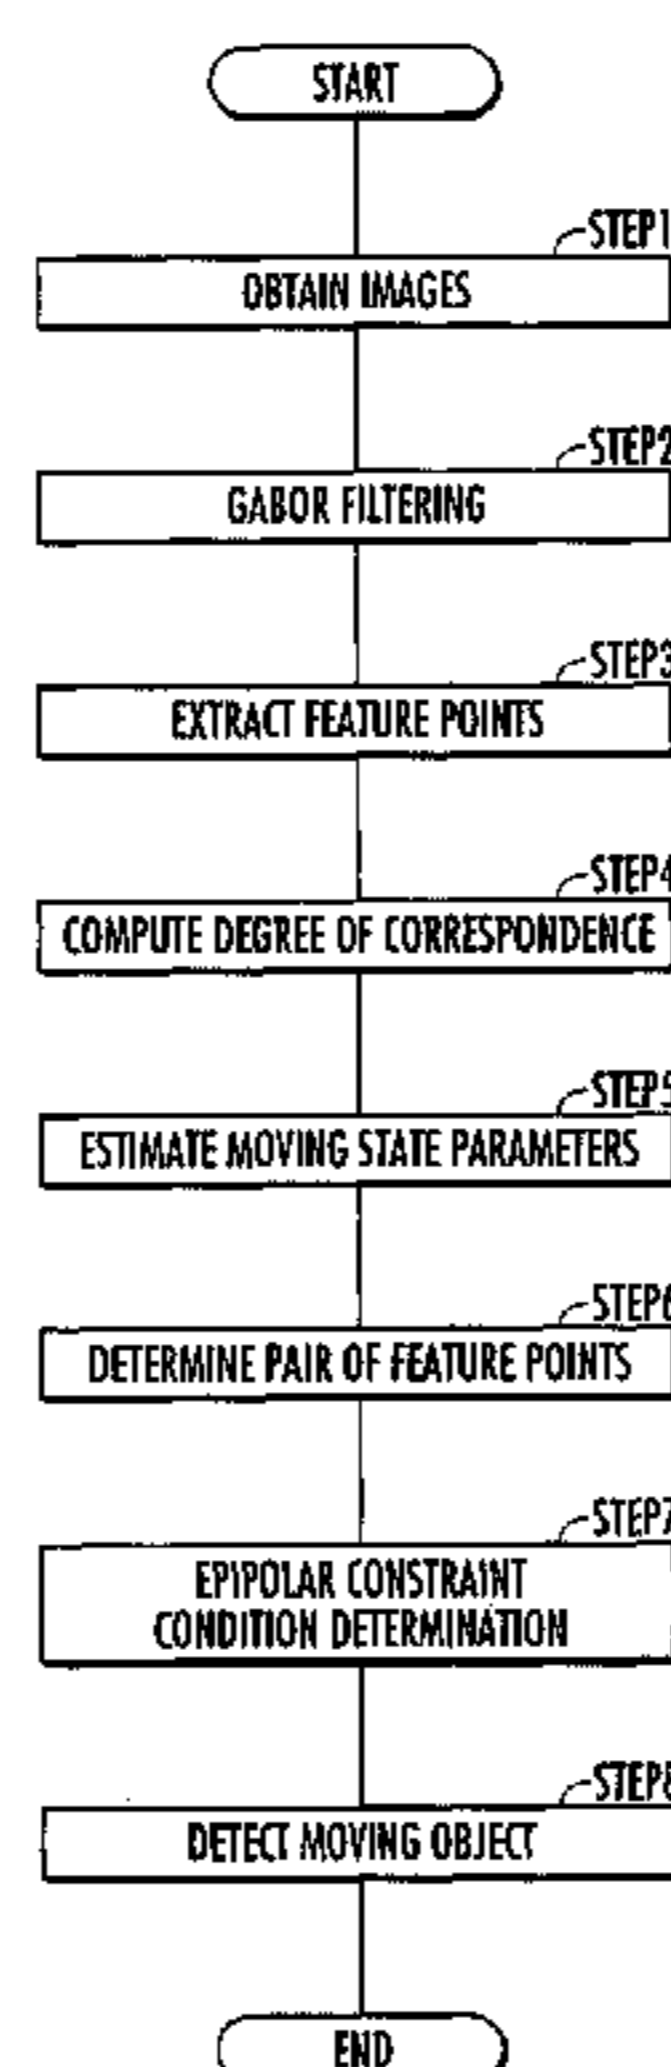 START
STEP1
OBTAIN IMAGES
STEP2
GABOR FILTERING
STEP3
EXTRACT FEATURE POINTS
STEP4
COMPUTE DEGREE OF CORRESPONDENCE
STEP5
ESTIMATE MOVING STATE PARAMETERS
STEP6
DETERMINE PAIR OF FEATURE POINTS
STEP7
EPIPOLAR CONSTRAINT
CONDITION DETERMINATION
STEP8
DETECT MOVING OBJECT
END